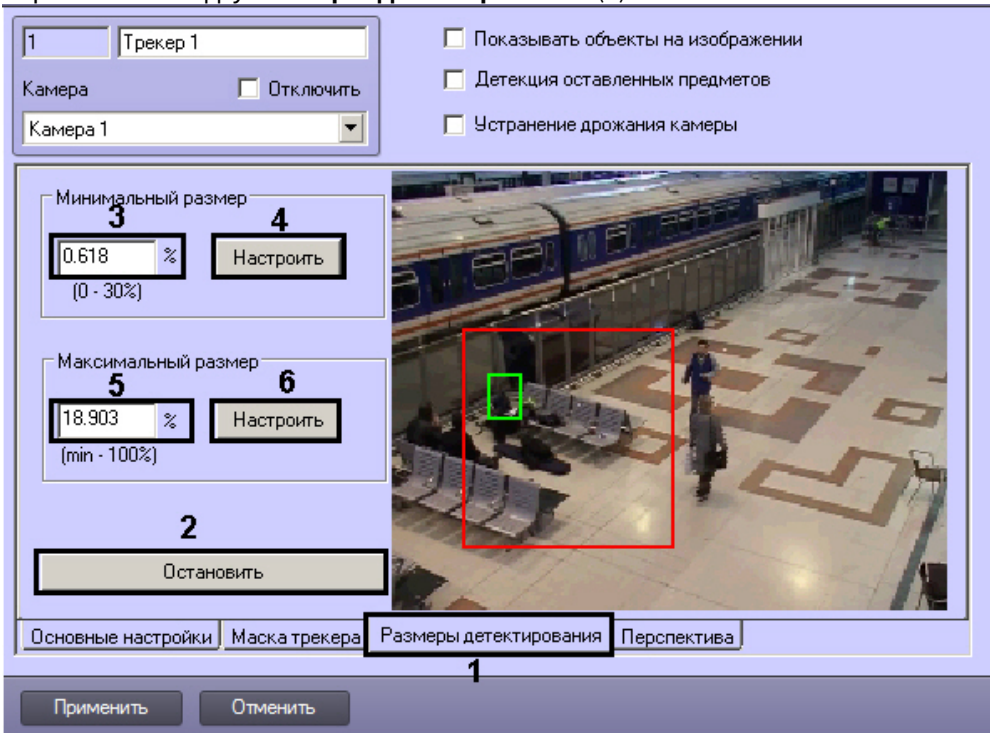 1 Трекер 1
Камера Отключить
Камера 1
Показывать объекты на изображении
Детекция оставленных предметов
Устранение дрожания камеры
Минимальный размер
3 4
0.618 % Настроить
(0 - 30%)
Максимальный размер
5 6
18.903 % Настроить
(min - 100%)
2
Остановить
Основные настройки Маска трекера Размеры детектирования Перспектива
1
Применить Отменить